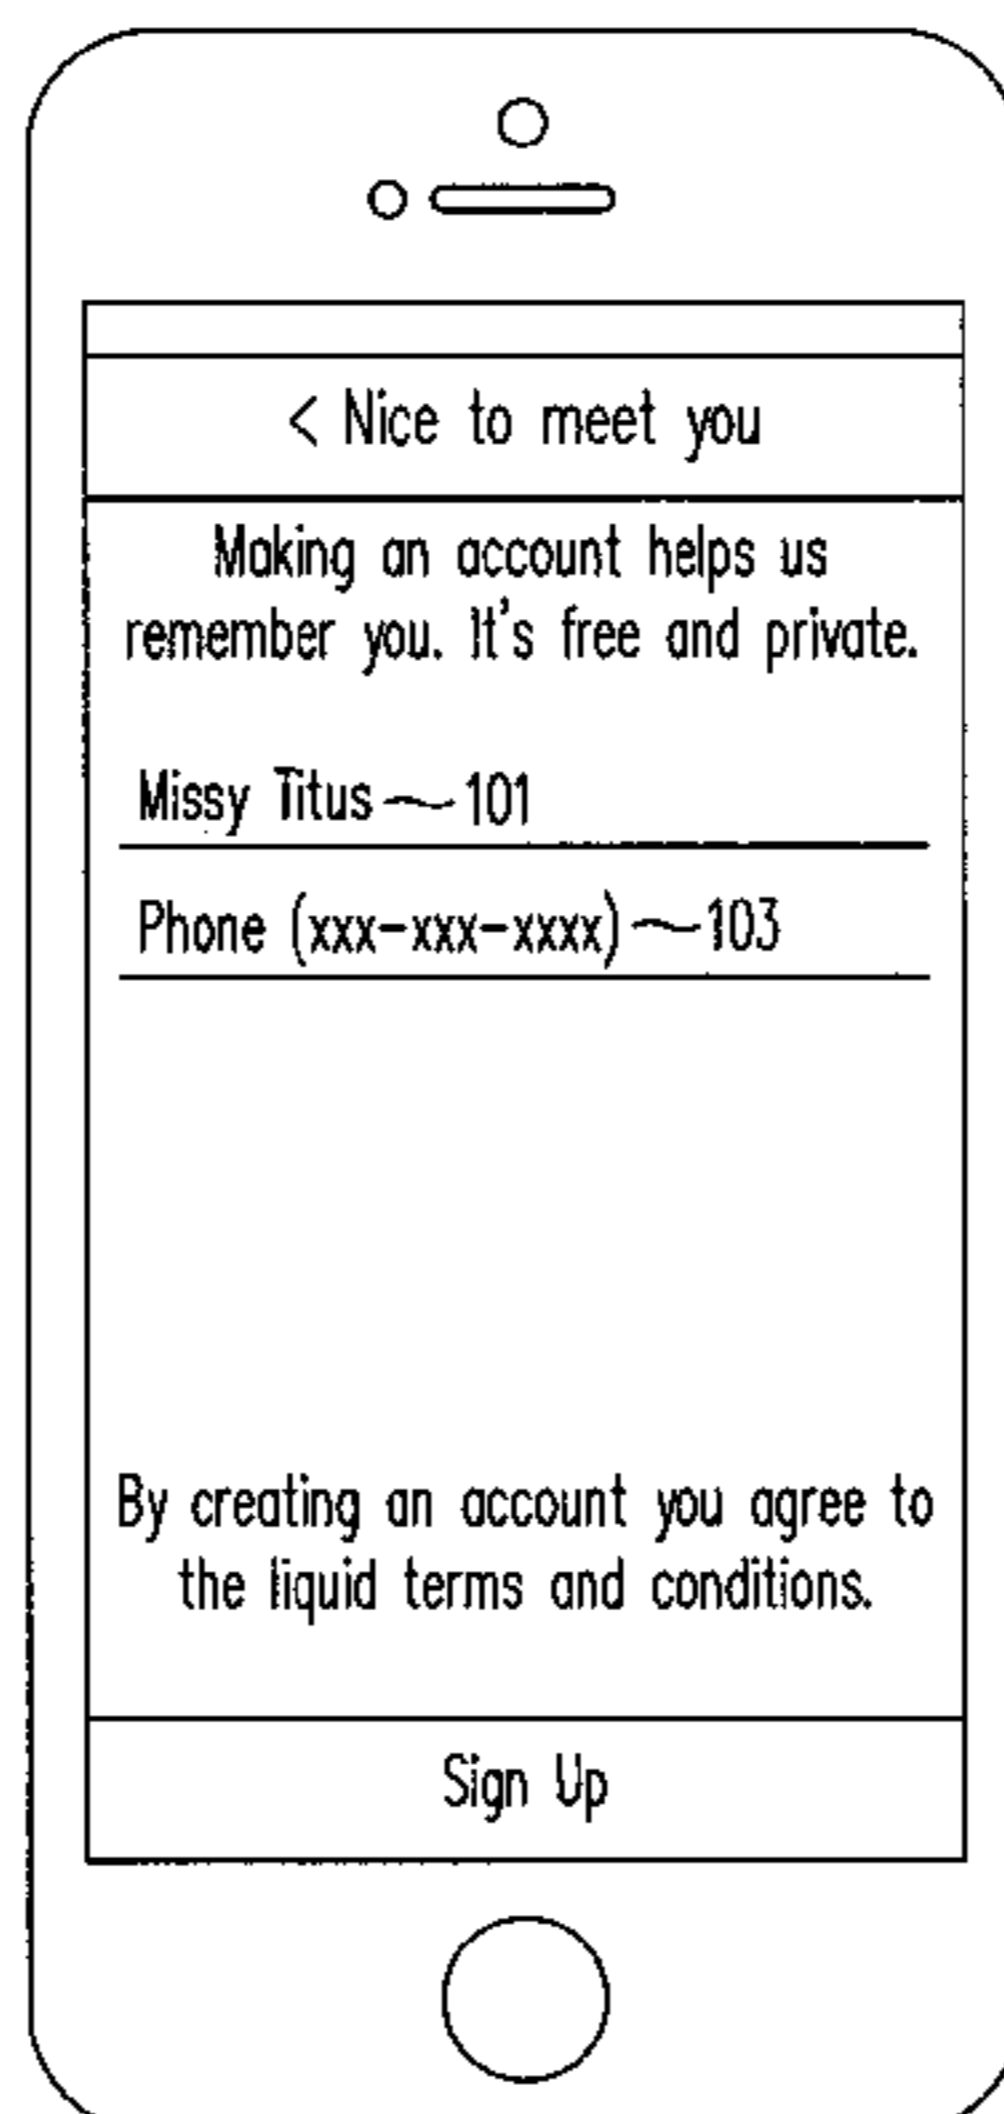 < Nice to meet you
Making an account helps us
remember you. It's free and private.
Missy Titus 101
Phone (xxx-xxx-xxxx) 103
By creating an account you agree to
the liquid terms and conditions.
Sign Up